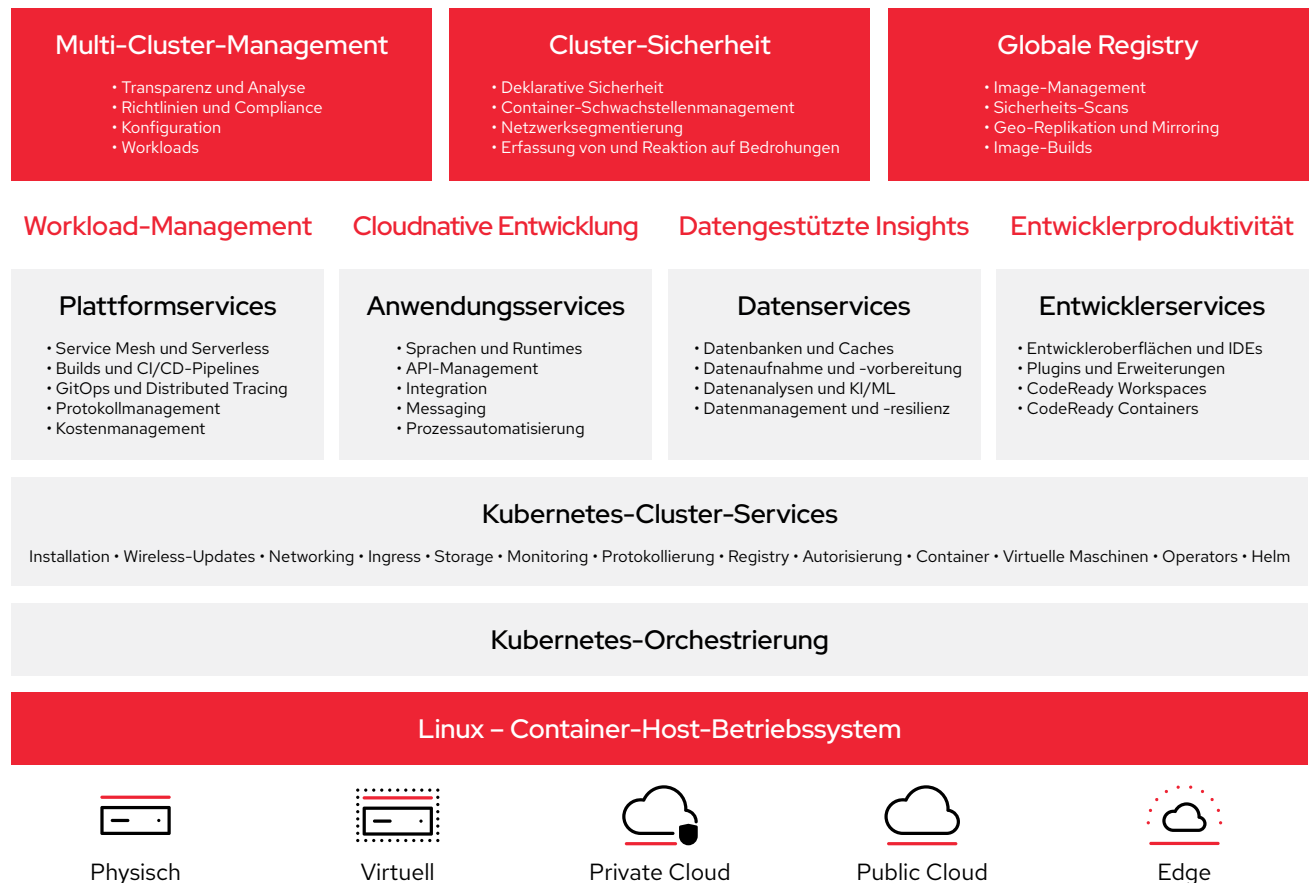 Multi-Cluster-Management
• Transparenz und Analyse
• Richtlinien und Compliance
• Konfiguration
• Workloads
Cluster-Sicherheit
• Deklarative Sicherheit
• Container-Schwachstellenmanagement
• Netzwerksegmentierung
• Erfassung von und Reaktion auf Bedrohungen
Globale Registry
• Image-Management
• Sicherheits-Scans
• Geo-Replikation und Mirroring
• Image-Builds
Workload-Management
Cloudnative Entwicklung
Datengestützte Insights
Entwicklerproduktivität
Plattformservices
• Service Mesh und Serverless
• Builds und CI/CD-Pipelines
• GitOps und Distributed Tracing
• Protokollmanagement
• Kostenmanagement
Anwendungsservices
• Sprachen und Runtimes
• API-Management
• Integration
• Messaging
• Prozessautomatisierung
Datenservices
• Datenbanken und Caches
• Datenaufnahme und -vorbereitung
• Datenanalysen und KI/ML
• Datenmanagement und -resilienz
Entwicklerservices
• Entwickleroberflächen und IDEs
• Plugins und Erweiterungen
• CodeReady Workspaces
• CodeReady Containers
Kubernetes-Cluster-Services
Installation • Wireless-Updates • Networking • Ingress • Storage • Monitoring • Protokollierung • Registry • Autorisierung • Container • Virtuelle Maschinen • Operators • Helm
Kubernetes-Orchestrierung
Linux – Container-Host-Betriebssystem
Physisch
Virtuell
Private Cloud
Public Cloud
Edge